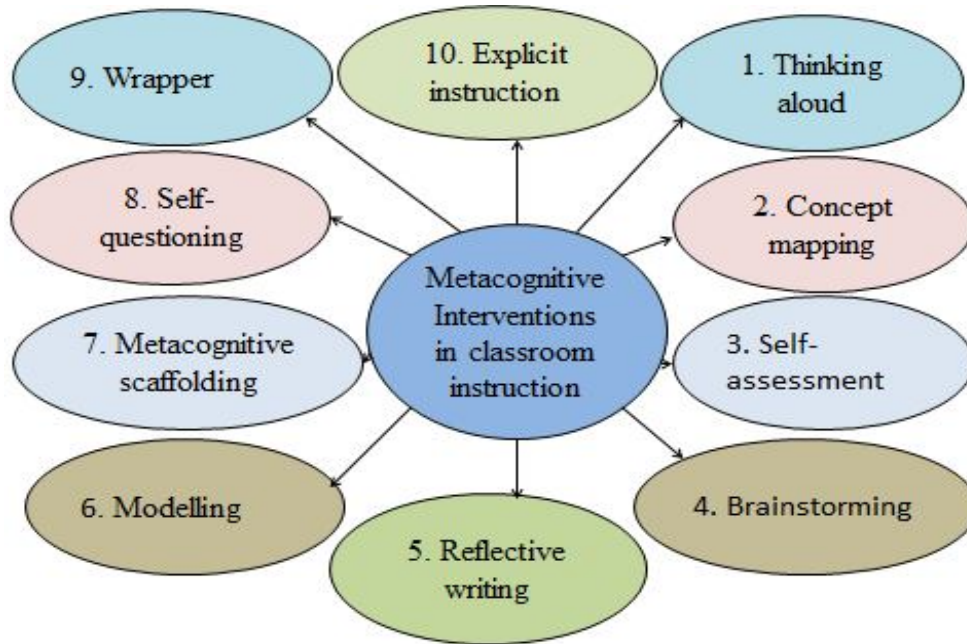 Metacognitive
Interventions
in classroom
instruction
1. Thinking
aloud
2. Concept
mapping
3. Self-
assessment
4. Brainstorming
5. Reflective
writing
6. Modelling
7. Metacognitive
scaffolding
8. Self-
questioning
9. Wrapper
10. Explicit
instruction